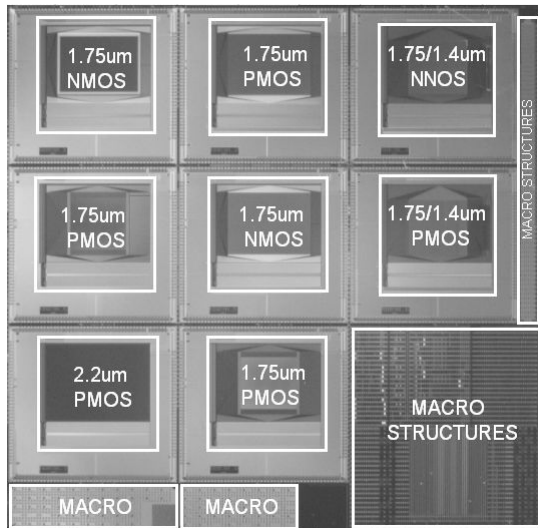 1.75um
NMOS
1.75um
PMOS
1.75/1.4um
NNOS
MACRO STRUCTURES
1.75um
PMOS
1.75um
NMOS
1.75/1.4um
PMOS
2.2um
PMOS
1.75um
PMOS
MACRO
STRUCTURES
MACRO
MACRO